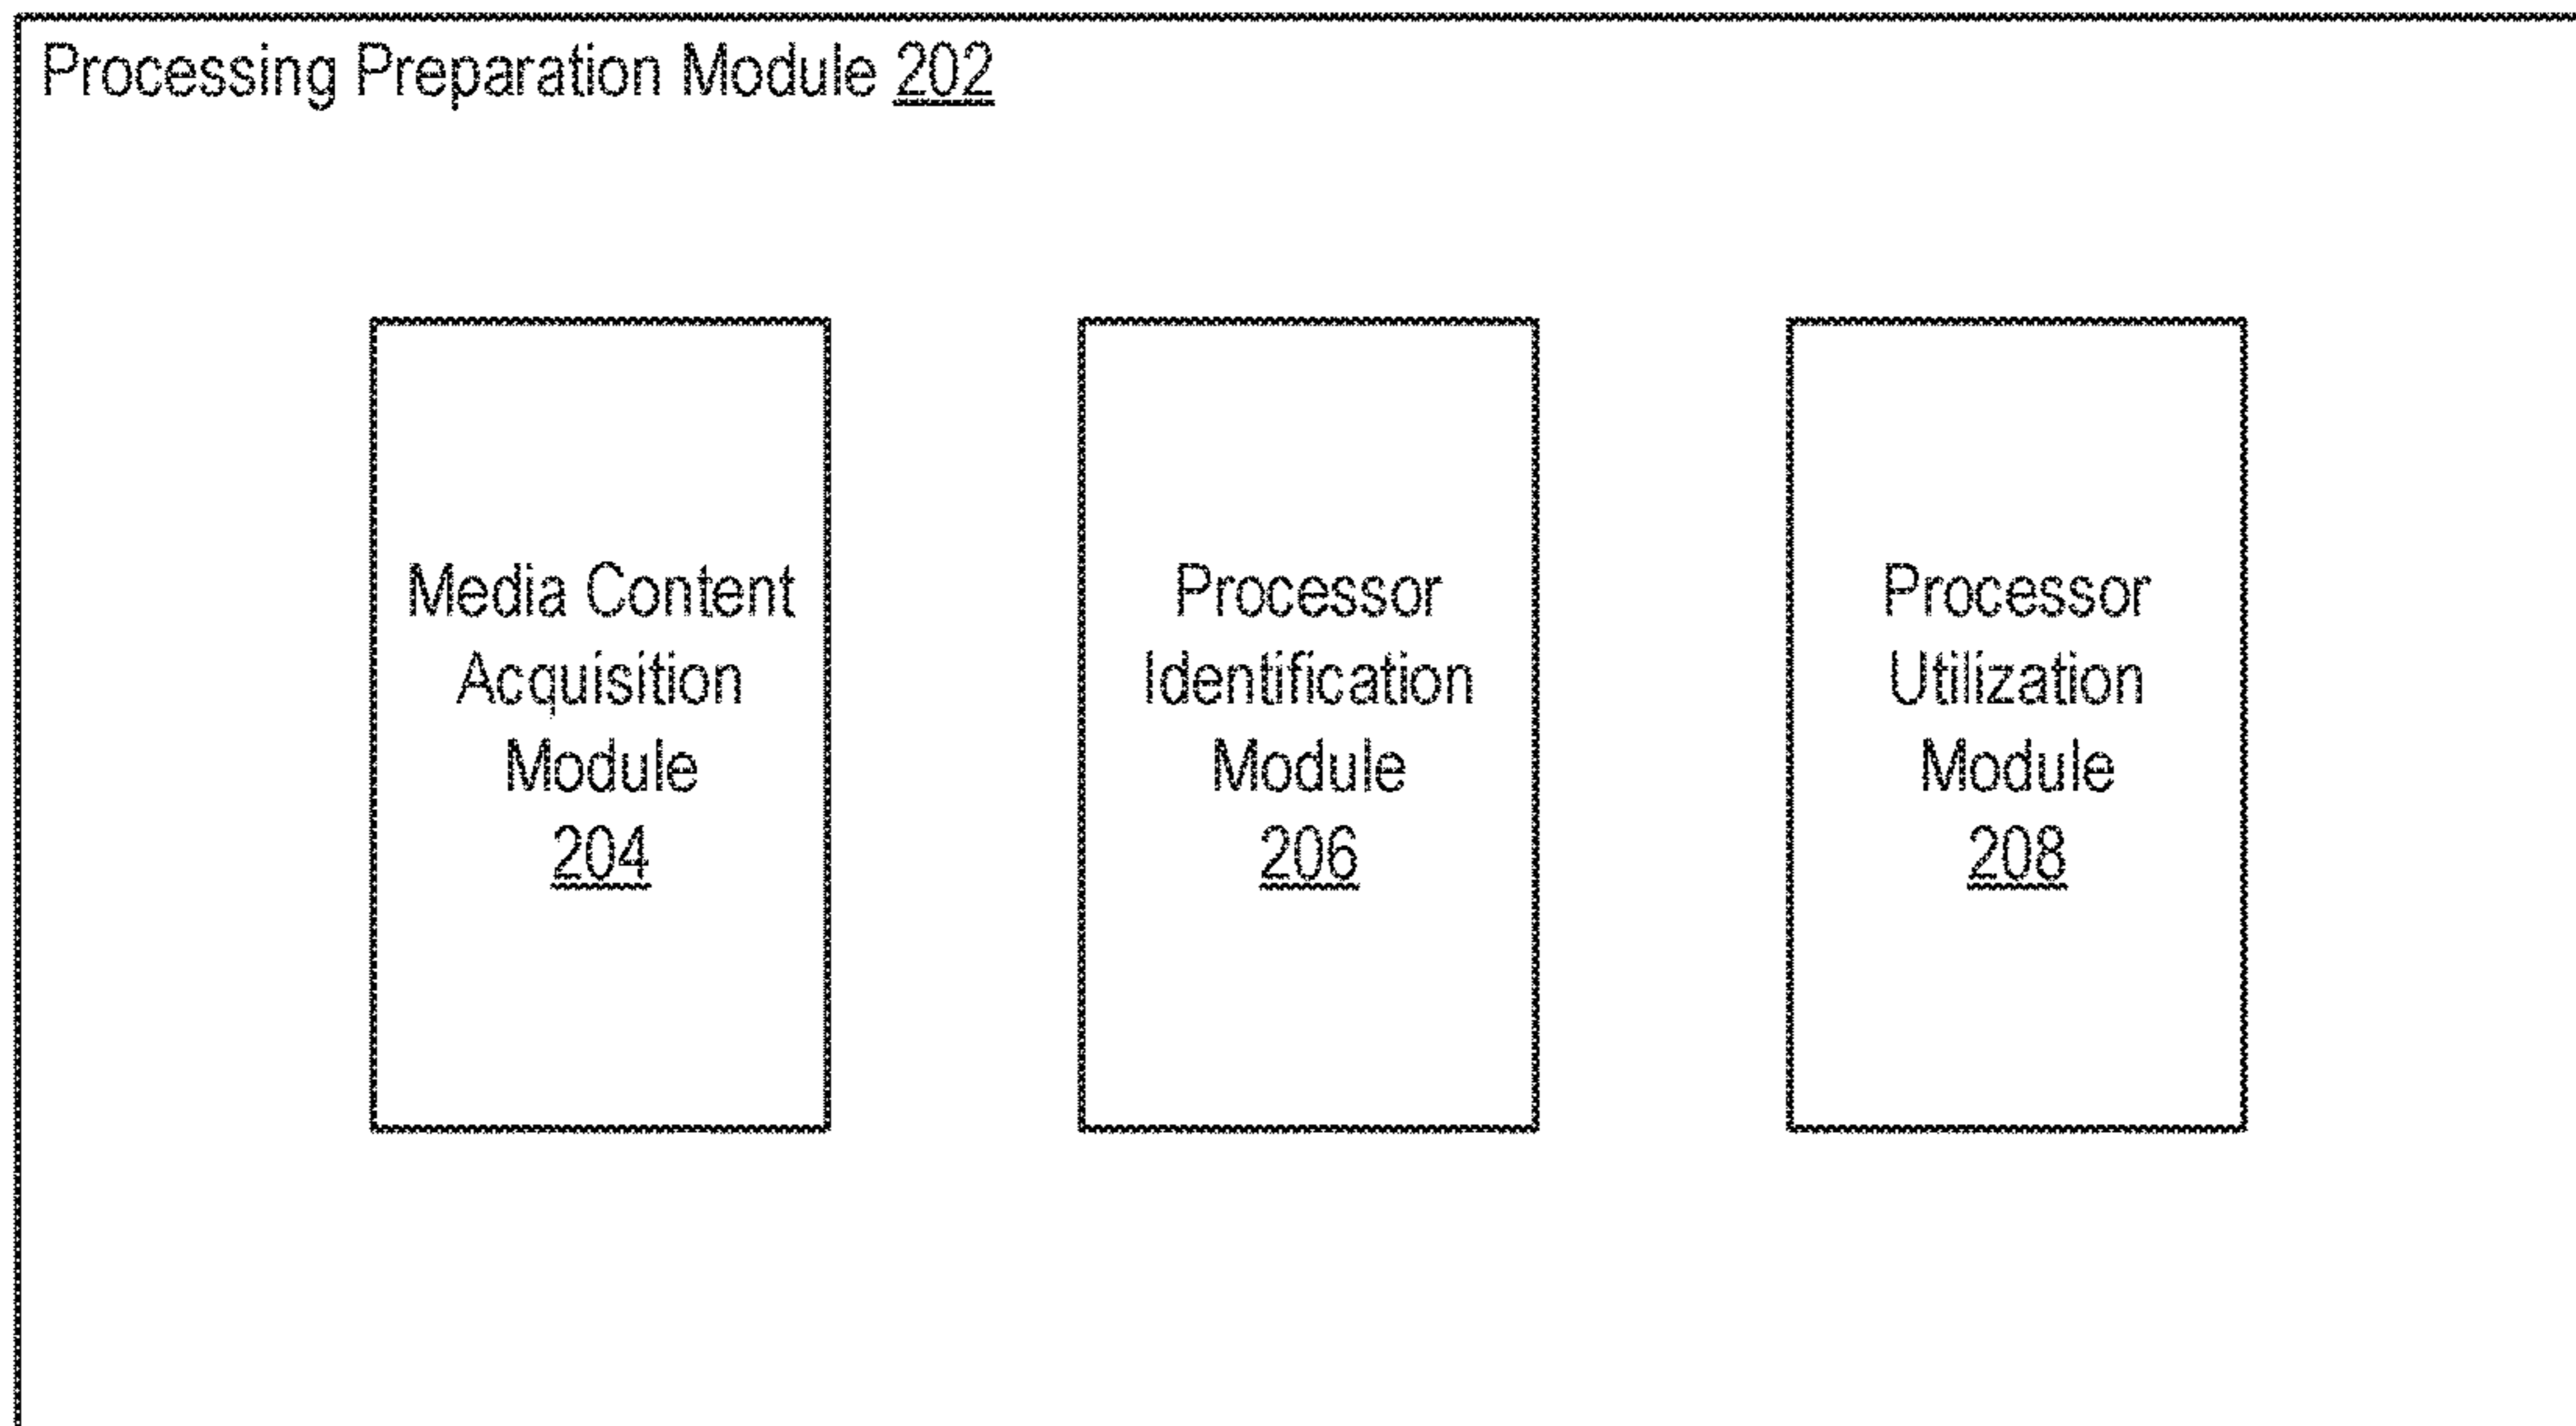 Processing Preparation Module 202
Media Content
Acquisition
Module
204
Processor
Identification
Module
206
Processor
Utilization
Module
208